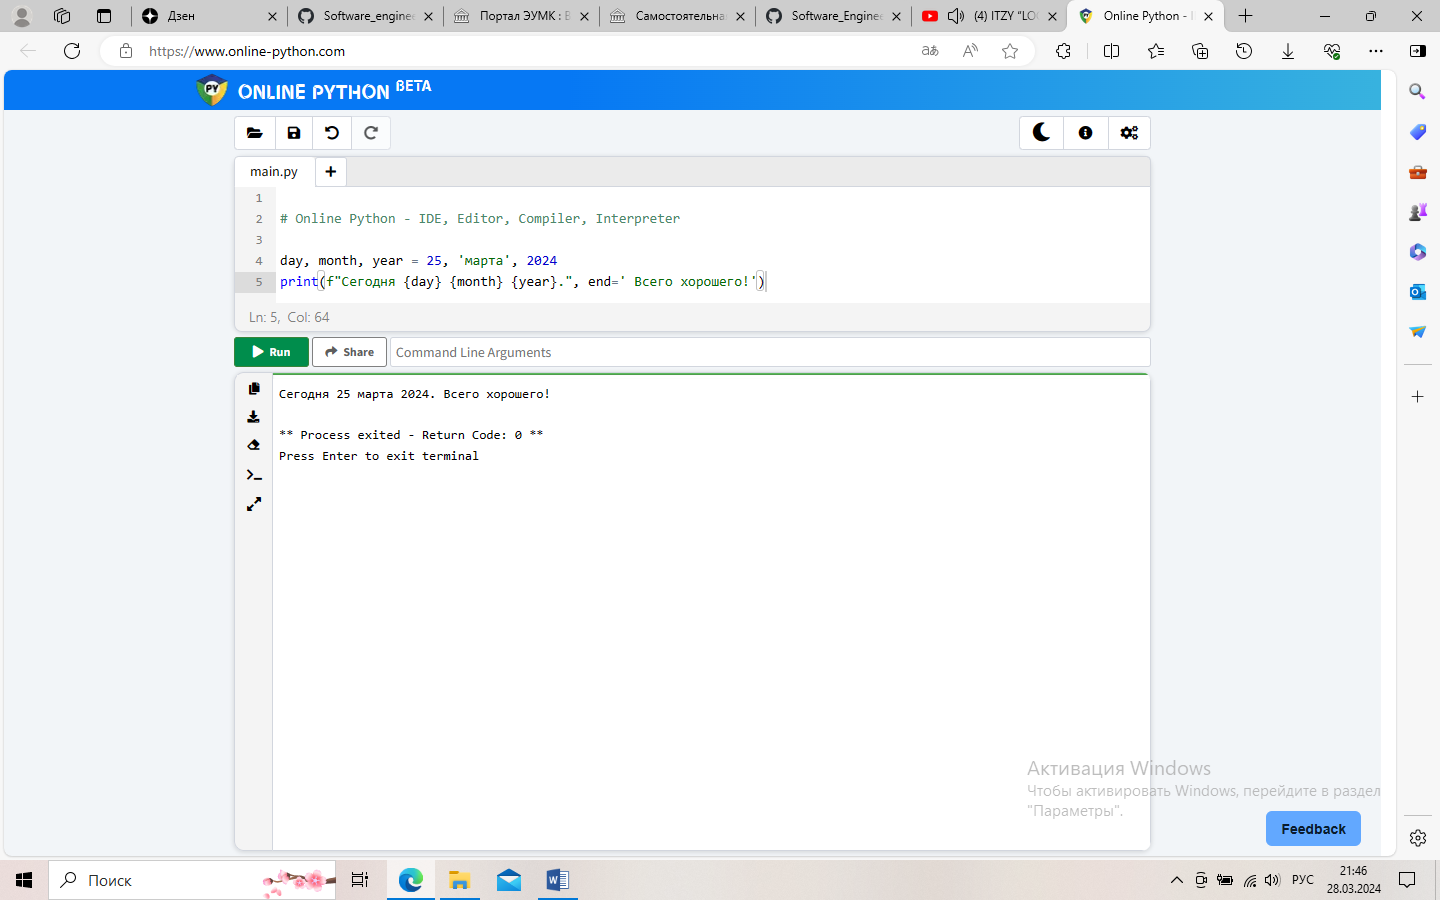 Дзен
Software_enginee
Портал ЭУМК : В
Самостоятельна
Software_Enginee
(4) ITZY “LO
Online Python - I
https://www.online-python.com
PY ONLINE PYTHON BETA
main.py +
1
2 # Online Python - IDE, Editor, Compiler, Interpreter
3
4 day, month, year = 25, 'марта', 2024
5 print(f"Сегодня {day} {month} {year}.", end=' Всего хорошего!')
Ln: 5, Col: 64
Run Share Command Line Arguments
Сегодня 25 марта 2024. Всего хорошего!
** Process exited - Return Code: 0 **
Press Enter to exit terminal
Активация Windows
Чтобы активировать Windows, перейдите в раздел
"Параметры".
Feedback
Поиск
РУС
21:46
28.03.2024